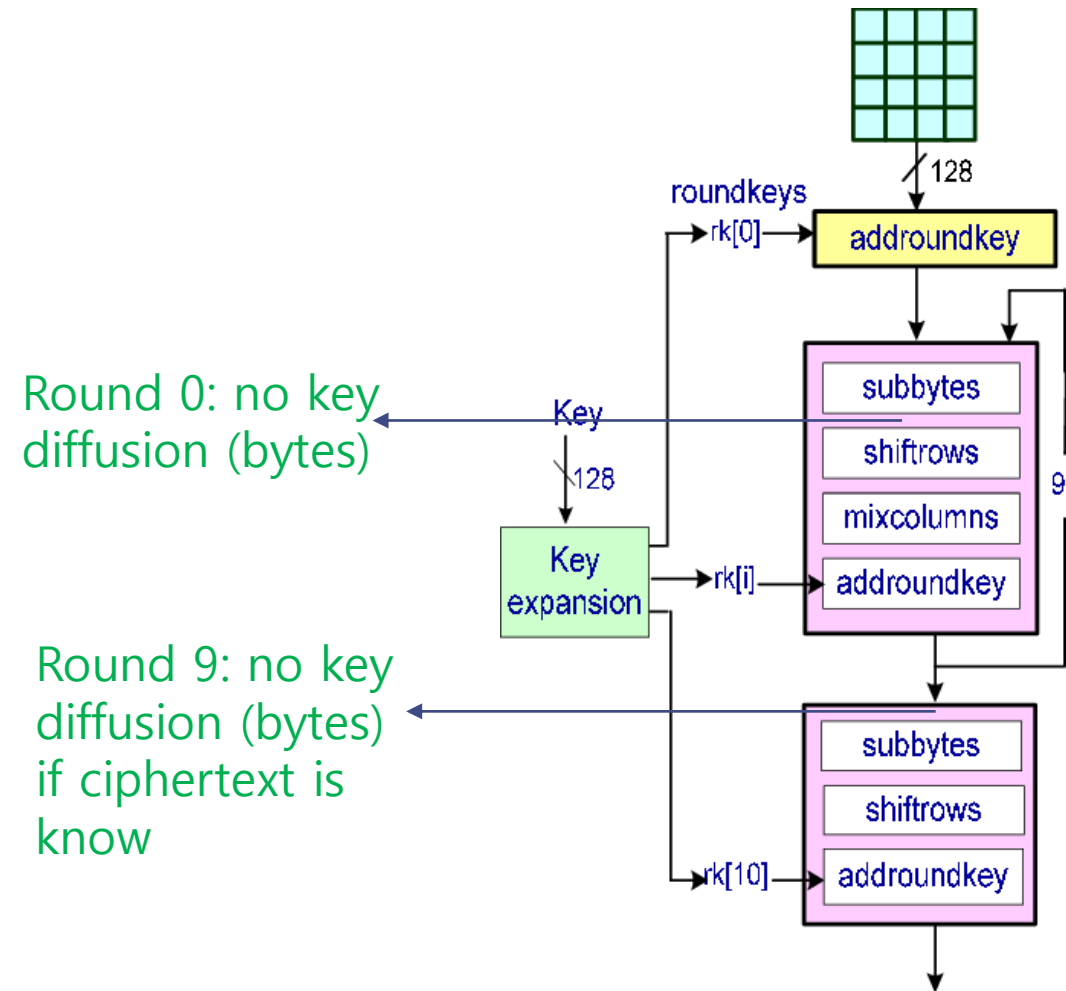 128
roundkeys
rk[0]
addroundkey
Round 0: no key
diffusion (bytes)
Key
128
subbytes
shiftrows
mixcolumns
addroundkey
9
Key
expansion
rk[i]
Round 9: no key
diffusion (bytes)
if ciphertext is
know
subbytes
shiftrows
addroundkey
rk[10]